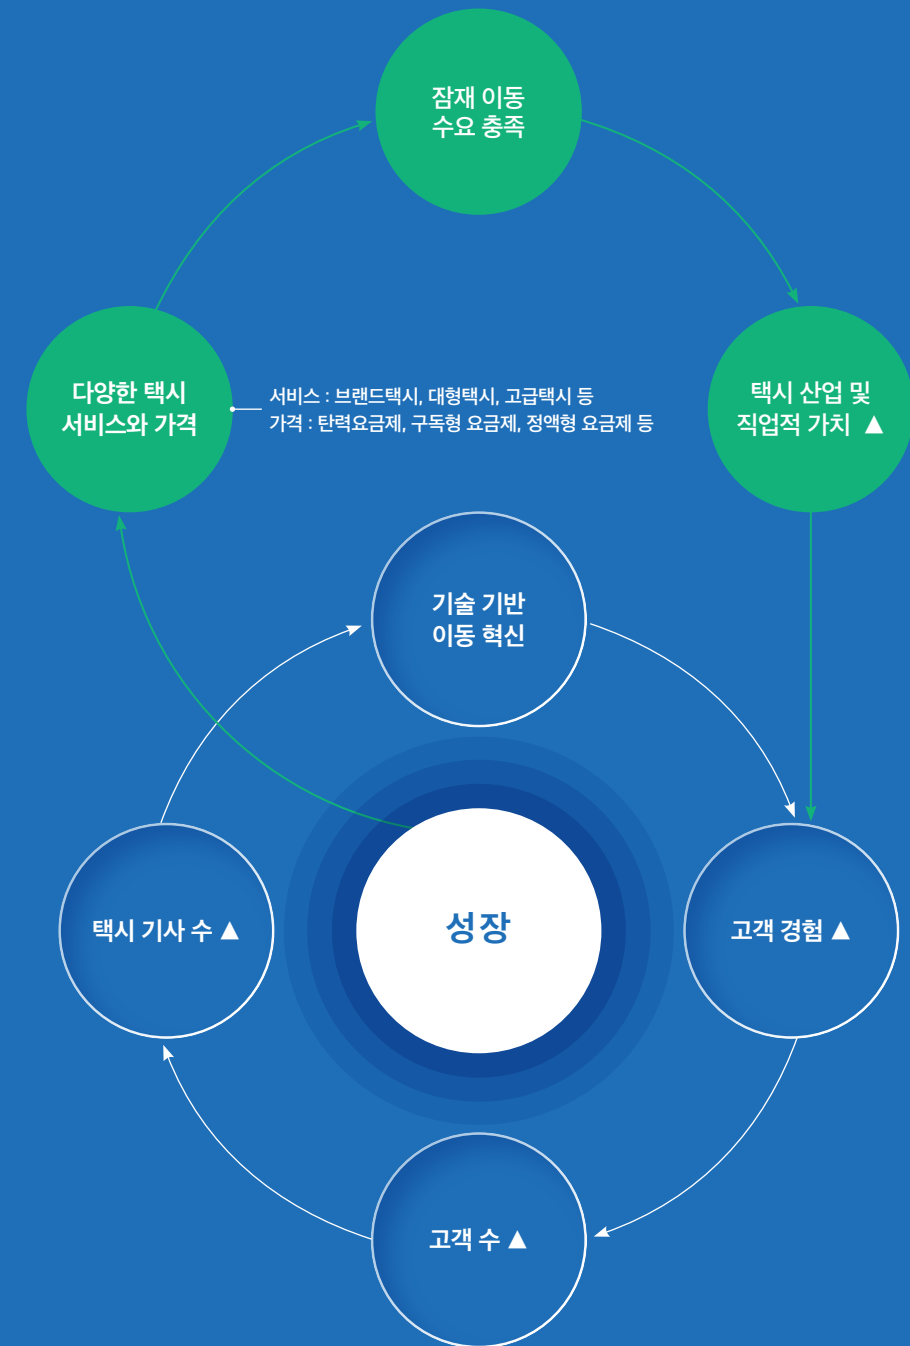 잠재 이동
수요 충족
다양한 택시
서비스와 가격
서비스 : 브랜드택시, 대형택시, 고급택시 등
가격 : 탄력요금제, 구독형 요금제, 정액형 요금제 등
택시 산업 및
직업적 가치 ▲
기술 기반
이동 혁신
택시 기사 수 ▲
성장
고객 경험 ▲
고객 수 ▲